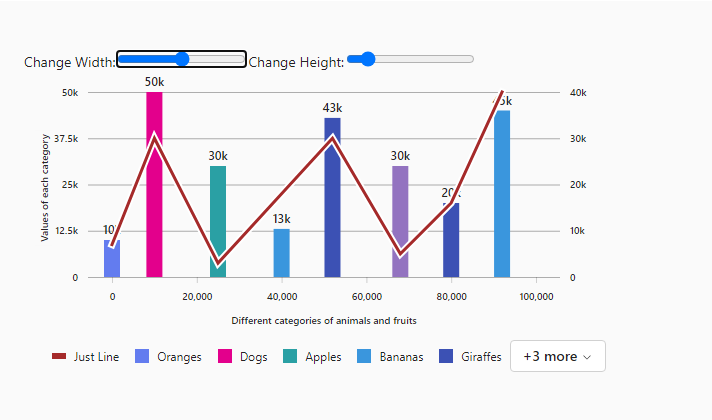 Change Width: Change Height:
50k
50k 40k
43k
37.5k 30k
30k 30k
25k 20k
13k
12.5k 10k
0 0
0 20,000 40,000 60,000 80,000 100,000
Values of each category
Different categories of animals and fruits
Just Line Oranges Dogs Apples Bananas Giraffes +3 more